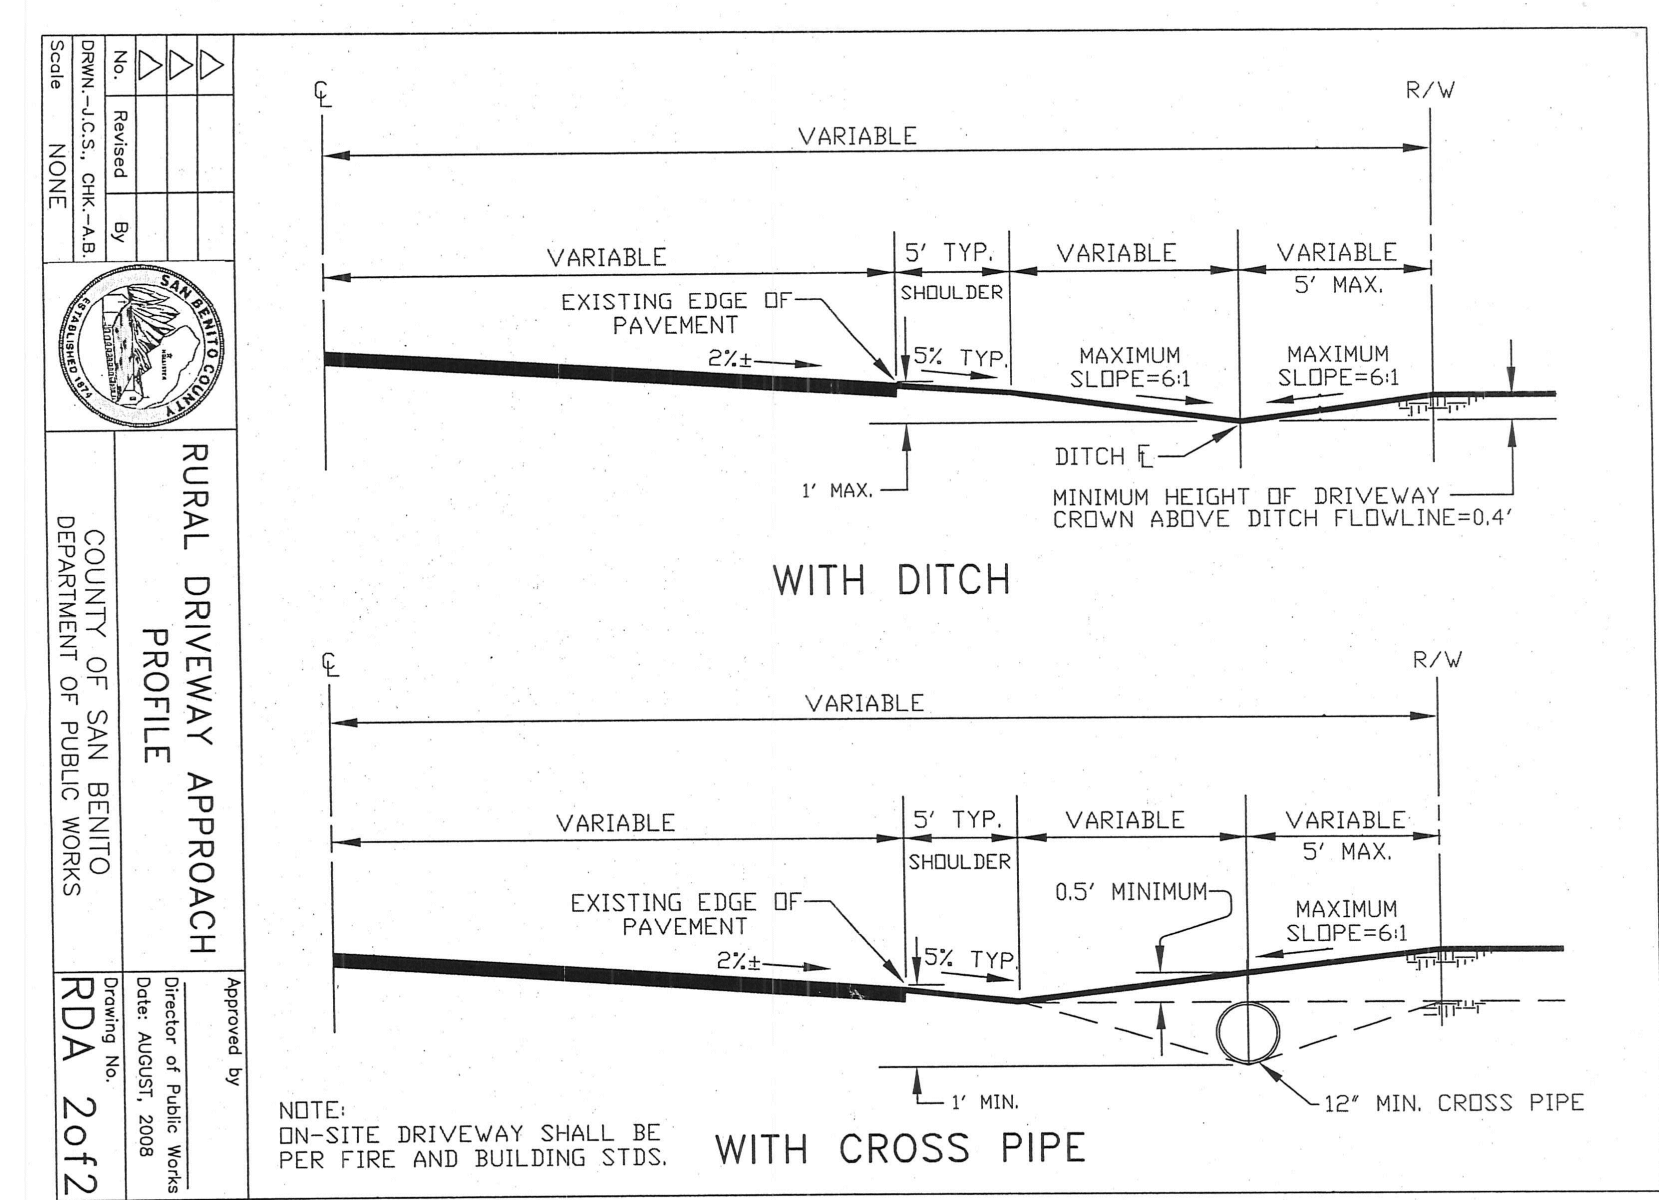 ℄
R/W
VARIABLE
VARIABLE
5' TYP.
VARIABLE
VARIABLE
SHOULDER
5' MAX.
EXISTING EDGE OF
PAVEMENT
2%±
5% TYP.
MAXIMUM
SLOPE=6:1
MAXIMUM
SLOPE=6:1
DITCH FL
1' MAX.
MINIMUM HEIGHT OF DRIVEWAY
CROWN ABOVE DITCH FLOWLINE=0.4'
WITH DITCH
℄
R/W
VARIABLE
VARIABLE
5' TYP.
VARIABLE
VARIABLE
SHOULDER
5' MAX.
0.5' MINIMUM
EXISTING EDGE OF
PAVEMENT
MAXIMUM
SLOPE=6:1
2%±
5% TYP.
1' MIN.
12" MIN. CROSS PIPE
NOTE:
ON-SITE DRIVEWAY SHALL BE
PER FIRE AND BUILDING STDS.
WITH CROSS PIPE
No.
Revised
By
DRWN.-J.C.S., CHK.-A.B.
Scale NONE
SAN BENITO COUNTY
HOLLISTER
ESTABLISHED 1874
RURAL DRIVEWAY APPROACH
PROFILE
COUNTY OF SAN BENITO
DEPARTMENT OF PUBLIC WORKS
Approved by
Director of Public Works
Date: AUGUST, 2008
Drawing No.
RDA 2of2